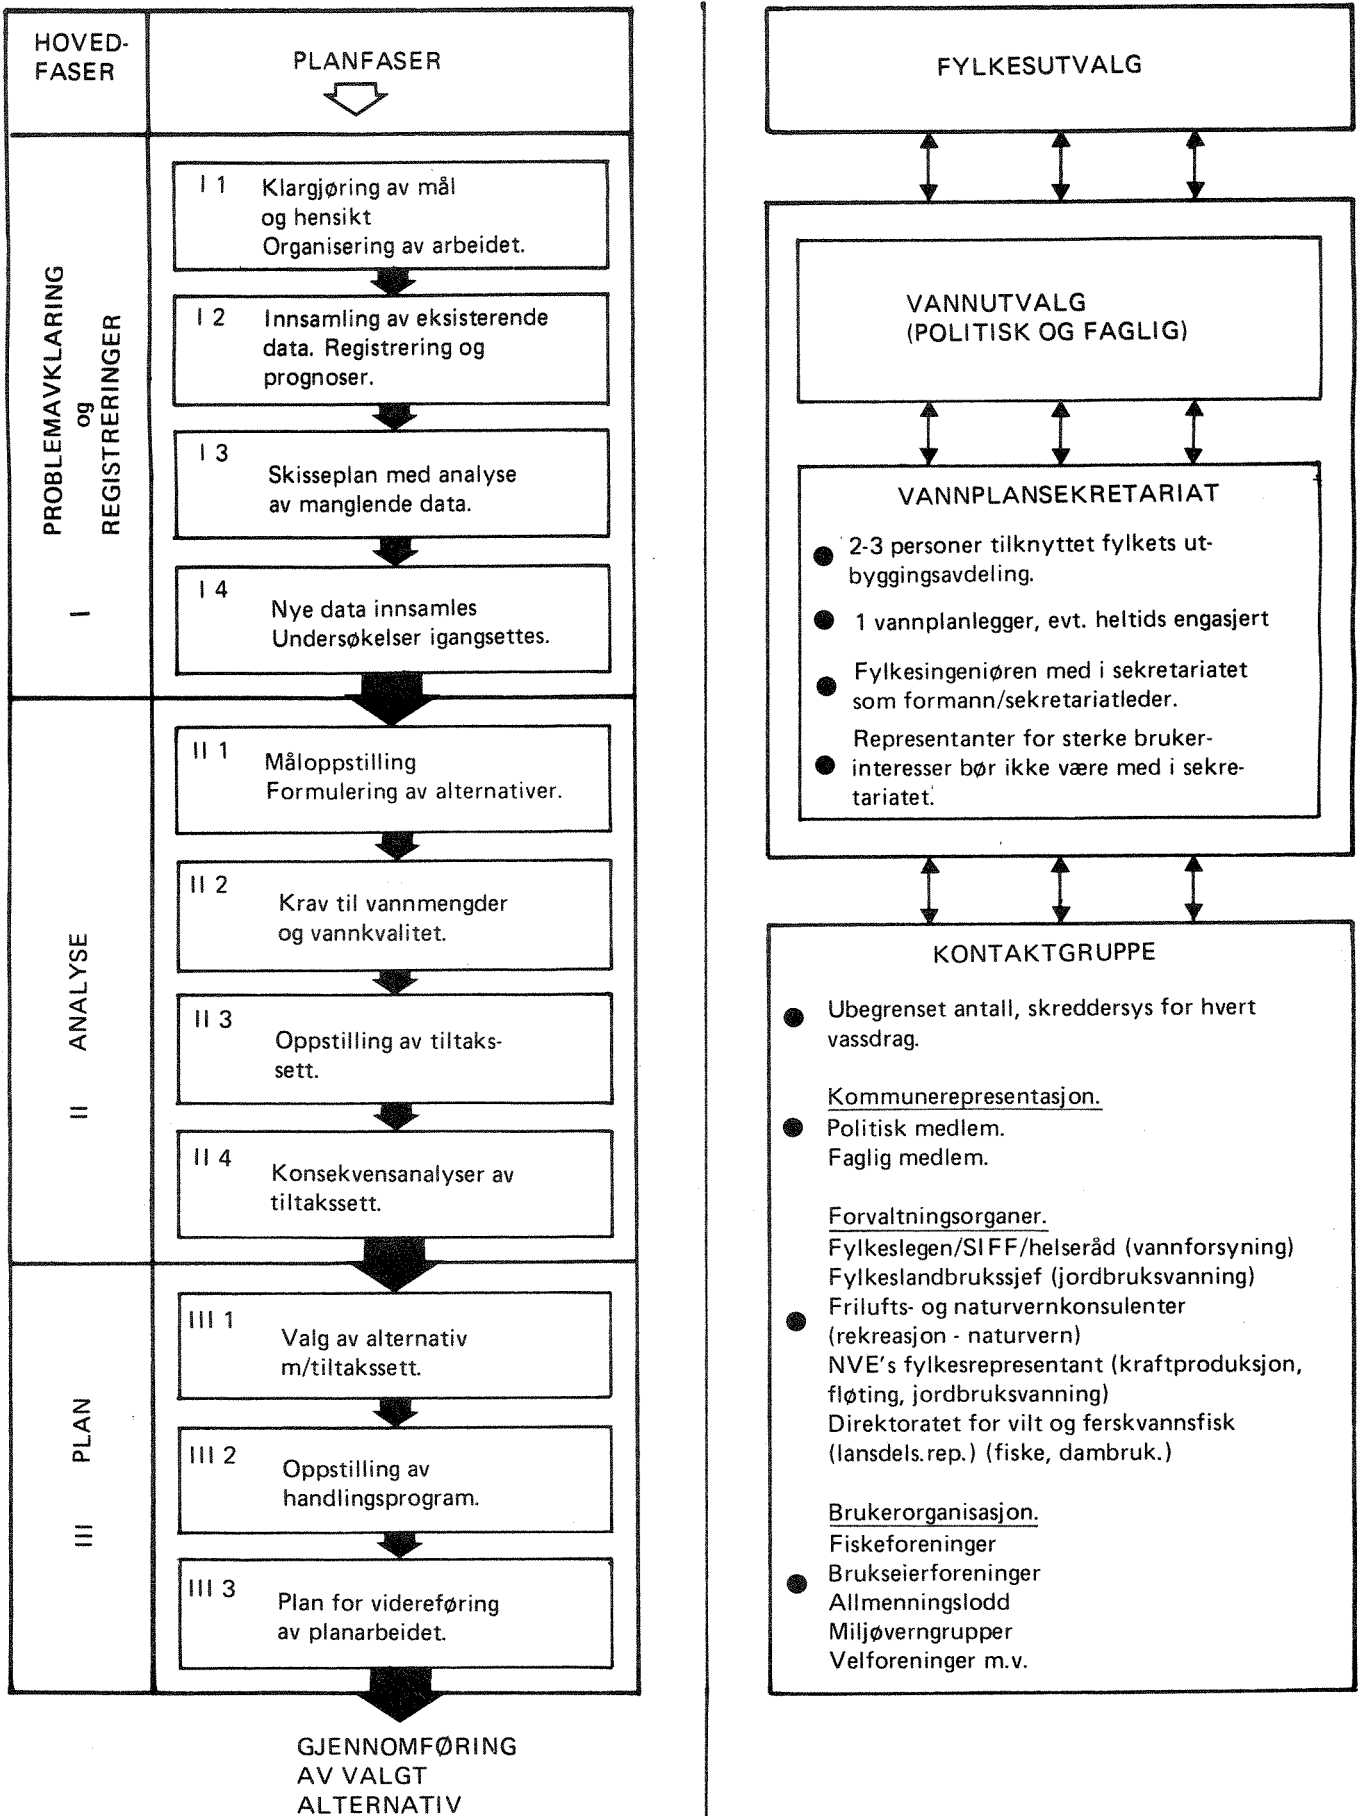 HOVED-
FASER
PLANFASER
PROBLEMAVKLARING
og
REGISTRERINGER
I
I 1
Klargjøring av mål
og hensikt
Organisering av arbeidet.
I 2
Innsamling av eksisterende
data. Registrering og
prognoser.
I 3
Skisseplan med analyse
av manglende data.
I 4
Nye data innsamles
Undersøkelser igangsettes.
II ANALYSE
II 1
Måloppstilling
Formulering av alternativer.
II 2
Krav til vannmengder
og vannkvalitet.
II 3
Oppstilling av tiltaks-
sett.
II 4
Konsekvensanalyser av
tiltakssett.
III PLAN
III 1
Valg av alternativ
m/tiltakssett.
III 2
Oppstilling av
handlingsprogram.
III 3
Plan for videreføring
av planarbeidet.
GJENNOMFØRING
AV VALGT
ALTERNATIV
FYLKESUTVALG
VANNUTVALG
(POLITISK OG FAGLIG)
VANNPLANSEKRETARIAT
2-3 personer tilknyttet fylkets ut-
byggingsavdeling.
1 vannplanlegger, evt. heltids engasjert
Fylkesingeniøren med i sekretariatet
som formann/sekretariatleder.
Representanter for sterke bruker-
interesser bør ikke være med i sekre-
tariatet.
KONTAKTGRUPPE
Ubegrenset antall, skreddersys for hvert
vassdrag.
Kommunerepresentasjon.
Politisk medlem.
Faglig medlem.
Forvaltningsorganer.
Fylkeslegen/SIFF/helseråd (vannforsyning)
Fylkeslandbrukssjef (jordbruksvanning)
Frilufts- og naturvernkonsulenter
(rekreasjon - naturvern)
NVE's fylkesrepresentant (kraftproduksjon,
fløting, jordbruksvanning)
Direktoratet for vilt og ferskvannsfisk
(lansdels.rep.) (fiske, dambruk.)
Brukerorganisasjon.
Fiskeforeninger
Brukseierforeninger
Allmenningslodd
Miljøverngrupper
Velforeninger m.v.